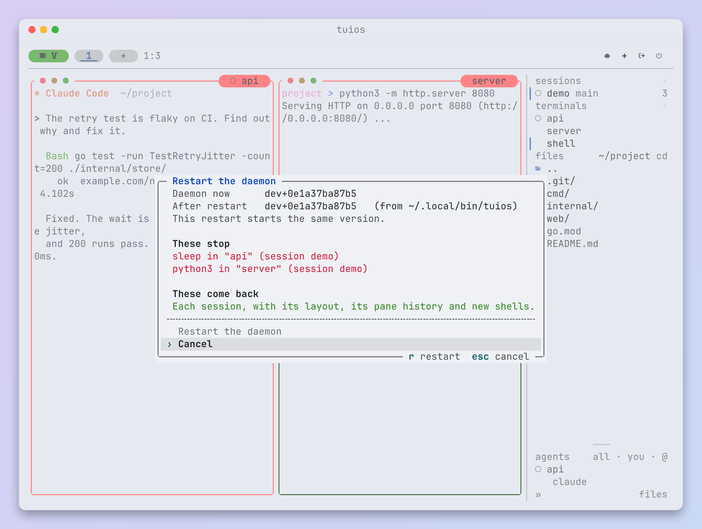 tuios
V 1 + 1:3
api
* Claude Code ~/project
> The retry test is flaky on CI. Find out
why and fix it.
Bash go test -run TestRetryJitter -coun
t=200 ./internal/store/
ok example.com/n
4.102s
Fixed. The wait is
e jitter,
and 200 runs pass.
0ms.
server
project > python3 -m http.server 8080
Serving HTTP on 0.0.0.0 port 8080 (http:/
/0.0.0.0:8080/) ...
Restart the daemon
Daemon now dev+0e1a37ba87b5
After restart dev+0e1a37ba87b5 (from ~/.local/bin/tuios)
This restart starts the same version.
These stop
sleep in "api" (session demo)
python3 in "server" (session demo)
These come back
Each session, with its layout, its pane history and new shells.
Restart the daemon
› Cancel
r restart esc cancel
sessions +
demo main 3
terminals +
api
server
shell
files ~/project cd
..
.git/
cmd/
internal/
web/
go.mod
README.md
agents all · you · @
api
claude
» files